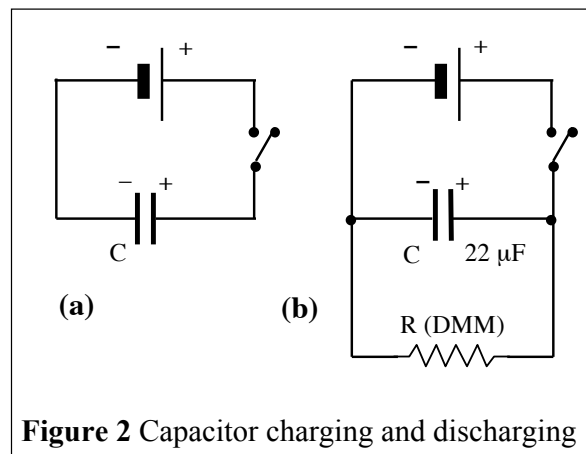 − + − +
− + − +
C C 22 μF
(a) (b) R (DMM)
Figure 2 Capacitor charging and discharging